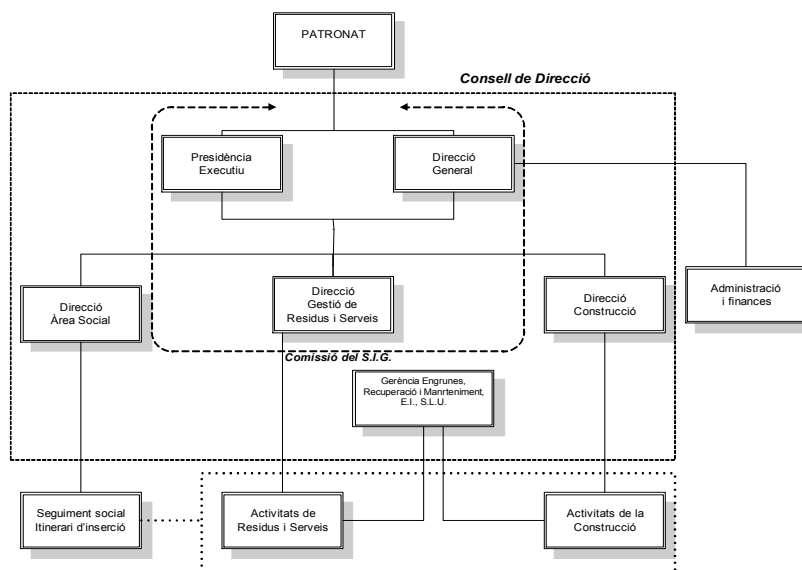 PATRONAT
Consell de Direcció
Presidència
Executiu
Direcció
General
Direcció
Àrea Social
Direcció
Gestió de
Residus i Serveis
Direcció
Construcció
Administració
i finances
Comissió del S.I.G.
Gerència Engrunes,
Recuperació i Manrteniment,
E.I., S.L.U.
Seguiment social
Itinerari d'inserció
Activitats de
Residus i Serveis
Activitats de la
Construcció